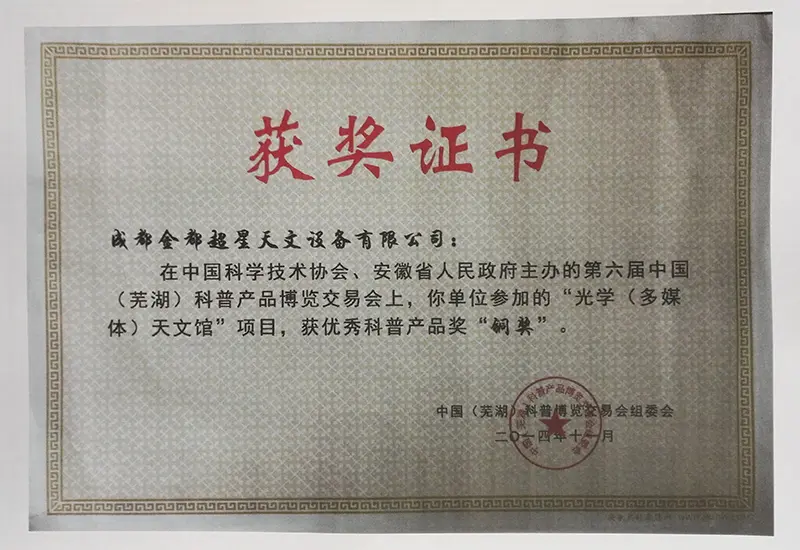 获奖证书
成都金都超星天文设备有限公司：
在中国科学技术协会、安徽省人民政府主办的第六届中国
（芜湖）科普产品博览交易会上，你单位参加的“光学（多媒
体）天文馆”项目，获优秀科普产品奖“铜奖”。
中国（芜湖）科普博览交易会组委会
二〇一四年十一月